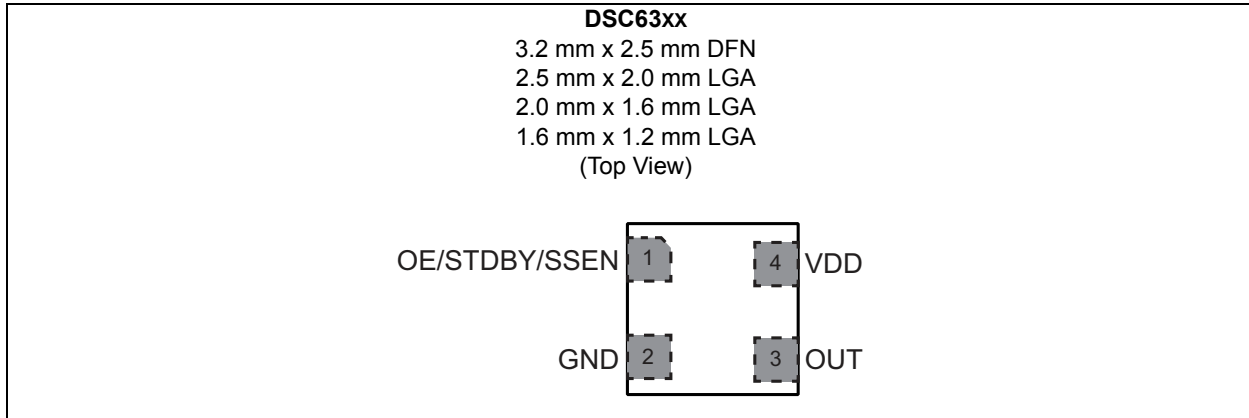 DSC63xx
3.2 mm x 2.5 mm DFN
2.5 mm x 2.0 mm LGA
2.0 mm x 1.6 mm LGA
1.6 mm x 1.2 mm LGA
(Top View)
OE/STDBY/SSEN 1 4 VDD
GND 2 3 OUT